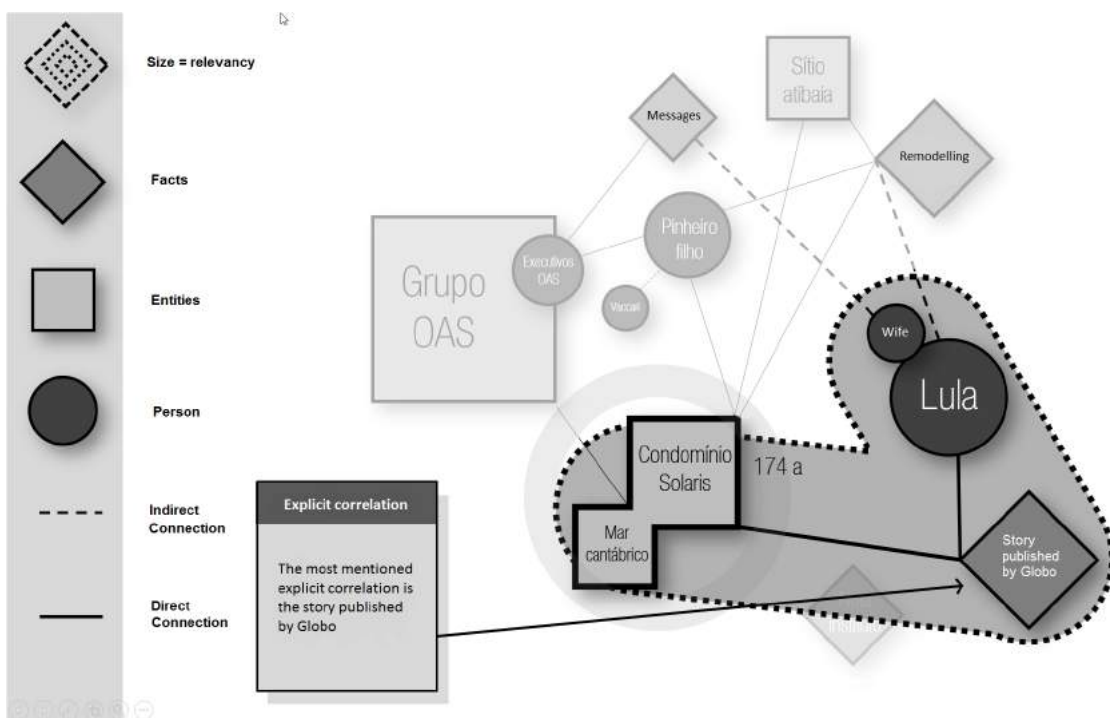 Size = relevancy
Facts
Entities
Person
Indirect
Connection
Direct
Connection
Messages
Sítio
atibaia
Remodelling
Pinheiro
filho
Executivos
OAS
Vaccari
Grupo
OAS
Wife
Lula
Condomínio
Solaris
174 a
Mar
cantábrico
Story
published
by Globo
Explicit correlation
The most mentioned
explicit correlation is
the story published
by Globo